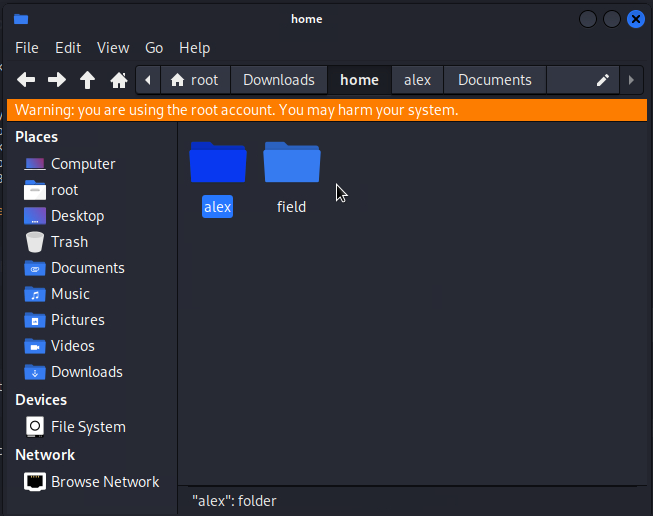 home
File Edit View Go Help
root Downloads home alex Documents
Warning: you are using the root account. You may harm your system.
Places
Computer
root
Desktop
Trash
Documents
Music
Pictures
Videos
Downloads
Devices
File System
Network
Browse Network
alex field
"alex": folder